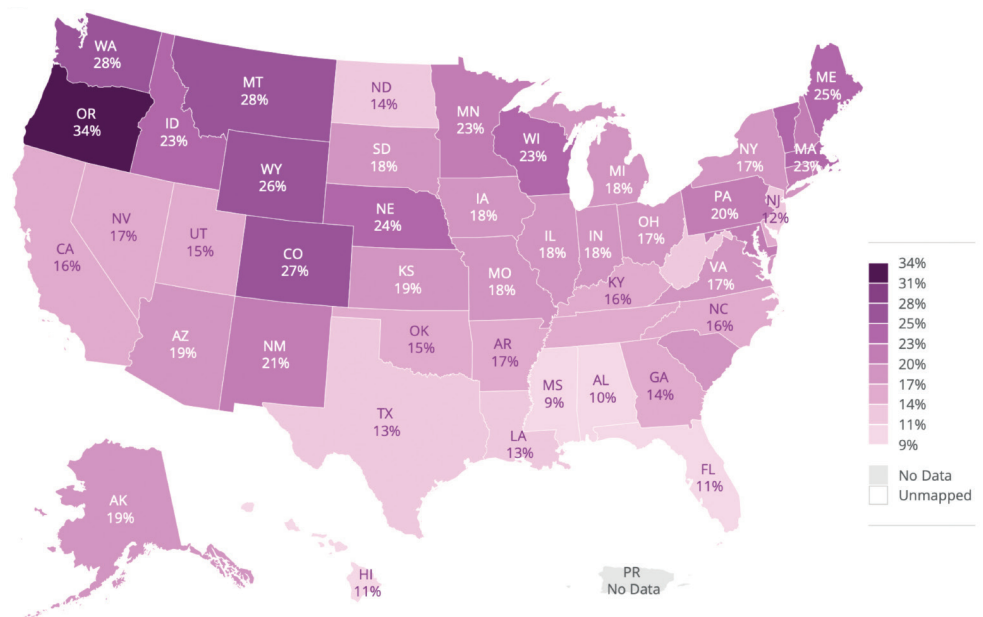 WA
28%
OR
34%
ID
23%
MT
28%
ND
14%
MN
23%
SD
18%
WY
26%
WI
23%
MI
18%
NY
17%
ME
25%
MA
23%
PA
20%
NJ
12%
NE
24%
IA
18%
IL
18%
IN
18%
OH
17%
NV
17%
UT
15%
CO
27%
CA
16%
KS
19%
MO
18%
KY
16%
VA
17%
NC
16%
AZ
19%
NM
21%
OK
15%
AR
17%
MS
9%
AL
10%
GA
14%
TX
13%
LA
13%
FL
11%
AK
19%
HI
11%
PR
No Data
34%
31%
28%
25%
23%
20%
17%
14%
11%
9%
No Data
Unmapped